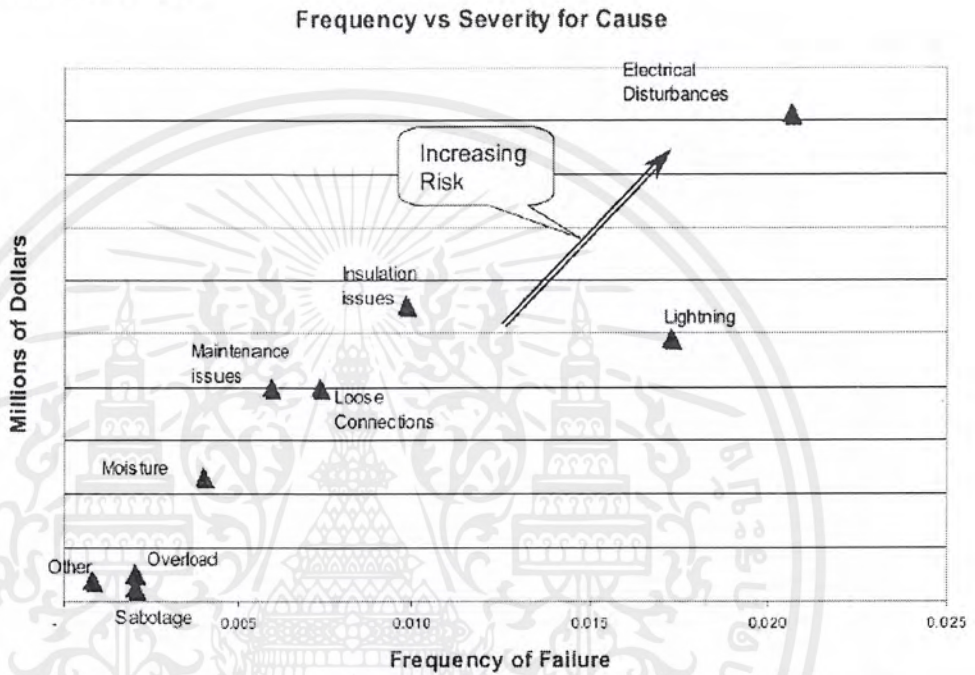 Frequency vs Severity for Cause
Electrical
Disturbances
Increasing
Risk
Insulation
issues
Lightning
Maintenance
issues
Loose
Connections
Moisture
Other
Overload
Sabotage
Millions of Dollars
-
0.005
0.010
0.015
0.020
0.025
Frequency of Failure